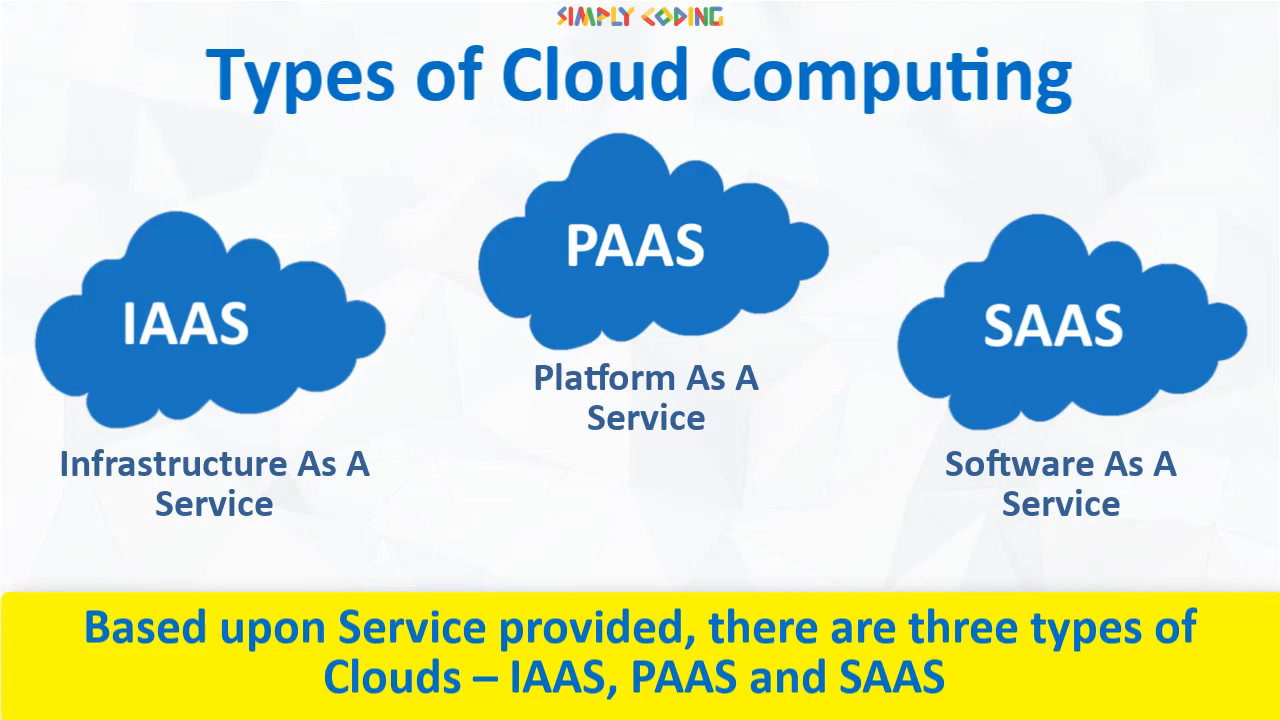 SIMPLY CODING
Types of Cloud Computing
IAAS
Infrastructure As A
Service
PAAS
Platform As A
Service
SAAS
Software As A
Service
Based upon Service provided, there are three types of
Clouds – IAAS, PAAS and SAAS